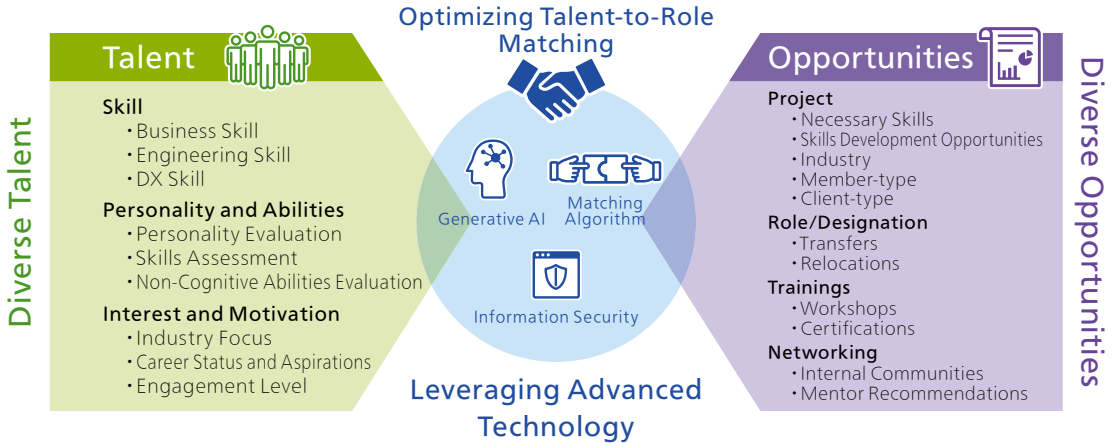 Optimizing Talent-to-Role
Matching
Diverse Talent
Talent
Skill
・Business Skill
・Engineering Skill
・DX Skill
Personality and Abilities
・Personality Evaluation
・Skills Assessment
・Non-Cognitive Abilities Evaluation
Interest and Motivation
・Industry Focus
・Career Status and Aspirations
・Engagement Level
Generative AI
Matching
Algorithm
Information Security
Leveraging Advanced
Technology
Opportunities
Project
・Necessary Skills
・Skills Development Opportunities
・Industry
・Member-type
・Client-type
Role/Designation
・Transfers
・Relocations
Trainings
・Workshops
・Certifications
Networking
・Internal Communities
・Mentor Recommendations
Diverse Opportunities